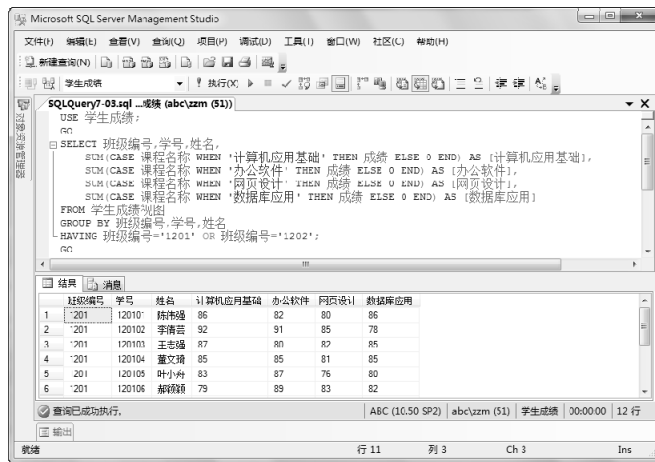 Microsoft SQL Server Management Studio
文件(F) 编辑(E) 查看(V) 查询(Q) 项目(P) 调试(D) 工具(T) 窗口(W) 社区(C) 帮助(H)
新建查询(N)
学生成绩 执行(X)
对象资源管理器
SQLQuery7-03.sql ...成绩 (abc\zzm (51))
USE 学生成绩;
GO
SELECT 班级编号,学号,姓名,
SUM(CASE 课程名称 WHEN '计算机应用基础' THEN 成绩 ELSE 0 END) AS [计算机应用基础],
SUM(CASE 课程名称 WHEN '办公软件' THEN 成绩 ELSE 0 END) AS [办公软件],
SUM(CASE 课程名称 WHEN '网页设计' THEN 成绩 ELSE 0 END) AS [网页设计],
SUM(CASE 课程名称 WHEN '数据库应用' THEN 成绩 ELSE 0 END) AS [数据库应用]
FROM 学生成绩视图
GROUP BY 班级编号,学号,姓名
HAVING 班级编号='1201' OR 班级编号='1202';
GO
结果 消息
班级编号 学号 姓名 计算机应用基础 办公软件 网页设计 数据库应用
1 1201 120101 陈伟强 86 82 80 86
2 1201 120102 李倩芸 92 91 85 78
3 1201 120103 王志强 87 80 82 85
4 1201 120104 董文琦 85 85 81 85
5 1201 120105 叶小舟 83 87 76 80
6 1201 120106 郝颖颖 79 89 83 82
查询已成功执行。 ABC (10.50 SP2) abc\zzm (51) 学生成绩 00:00:00 12 行
输出
就绪 行 11 列 3 Ch 3 Ins